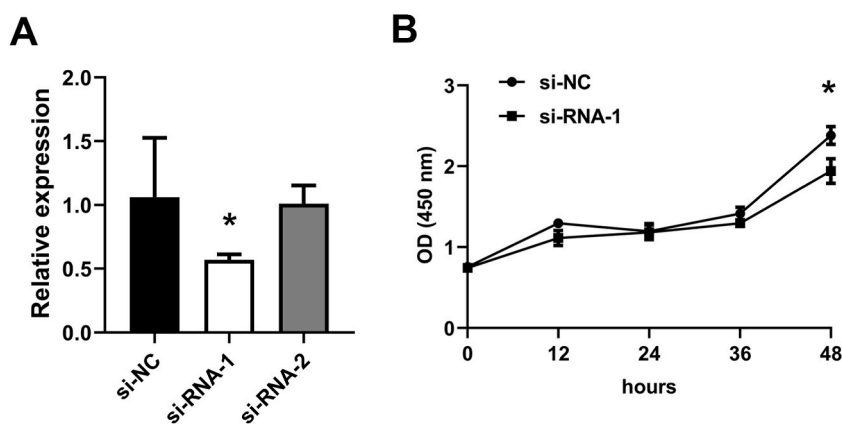 A
Relative expression
2.0
1.5
1.0
0.5
0.0
*
si-NC
si-RNA-1
si-RNA-2
B
OD (450 nm)
3
2
1
0
si-NC
si-RNA-1
*
0 12 24 36 48
hours